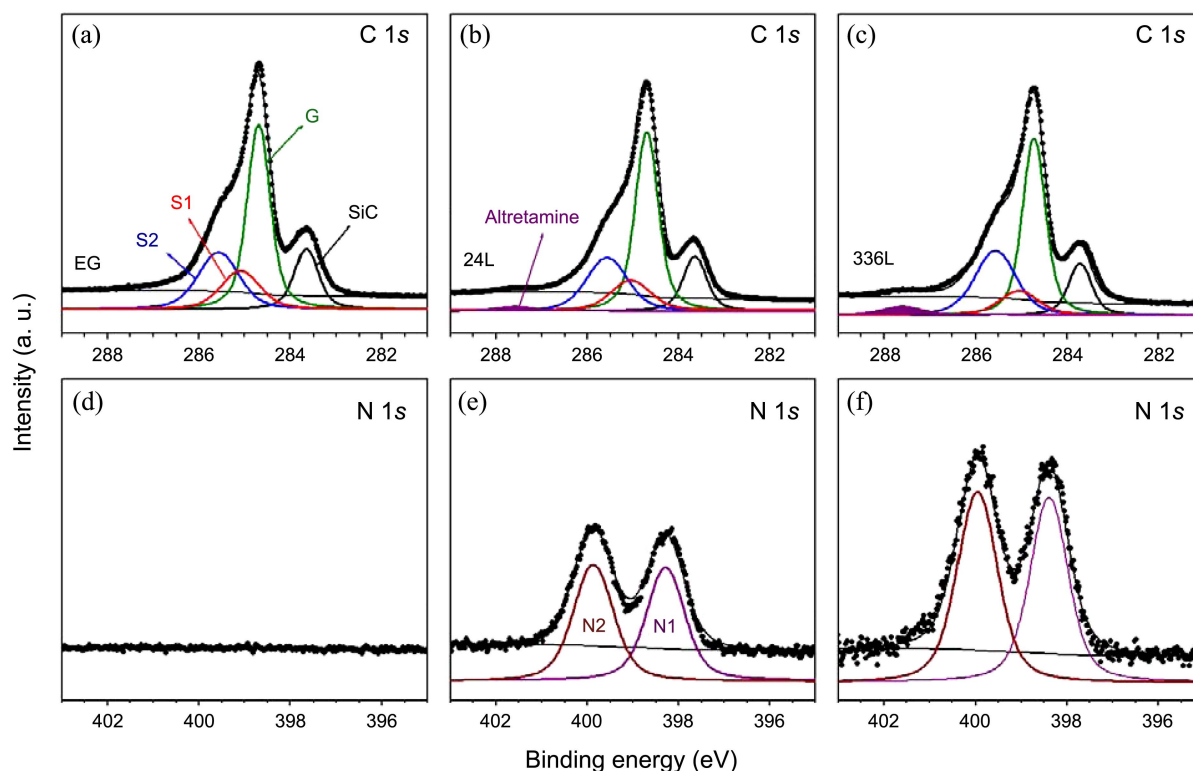 (a) C 1s
G
S1
S2
SiC
EG
288 286 284 282
(b) C 1s
Altretamine
24L
288 286 284 282
(c) C 1s
336L
288 286 284 282
Intensity (a. u.)
(d) N 1s
402 400 398 396
(e) N 1s
N2 N1
402 400 398 396
(f) N 1s
402 400 398 396
Binding energy (eV)